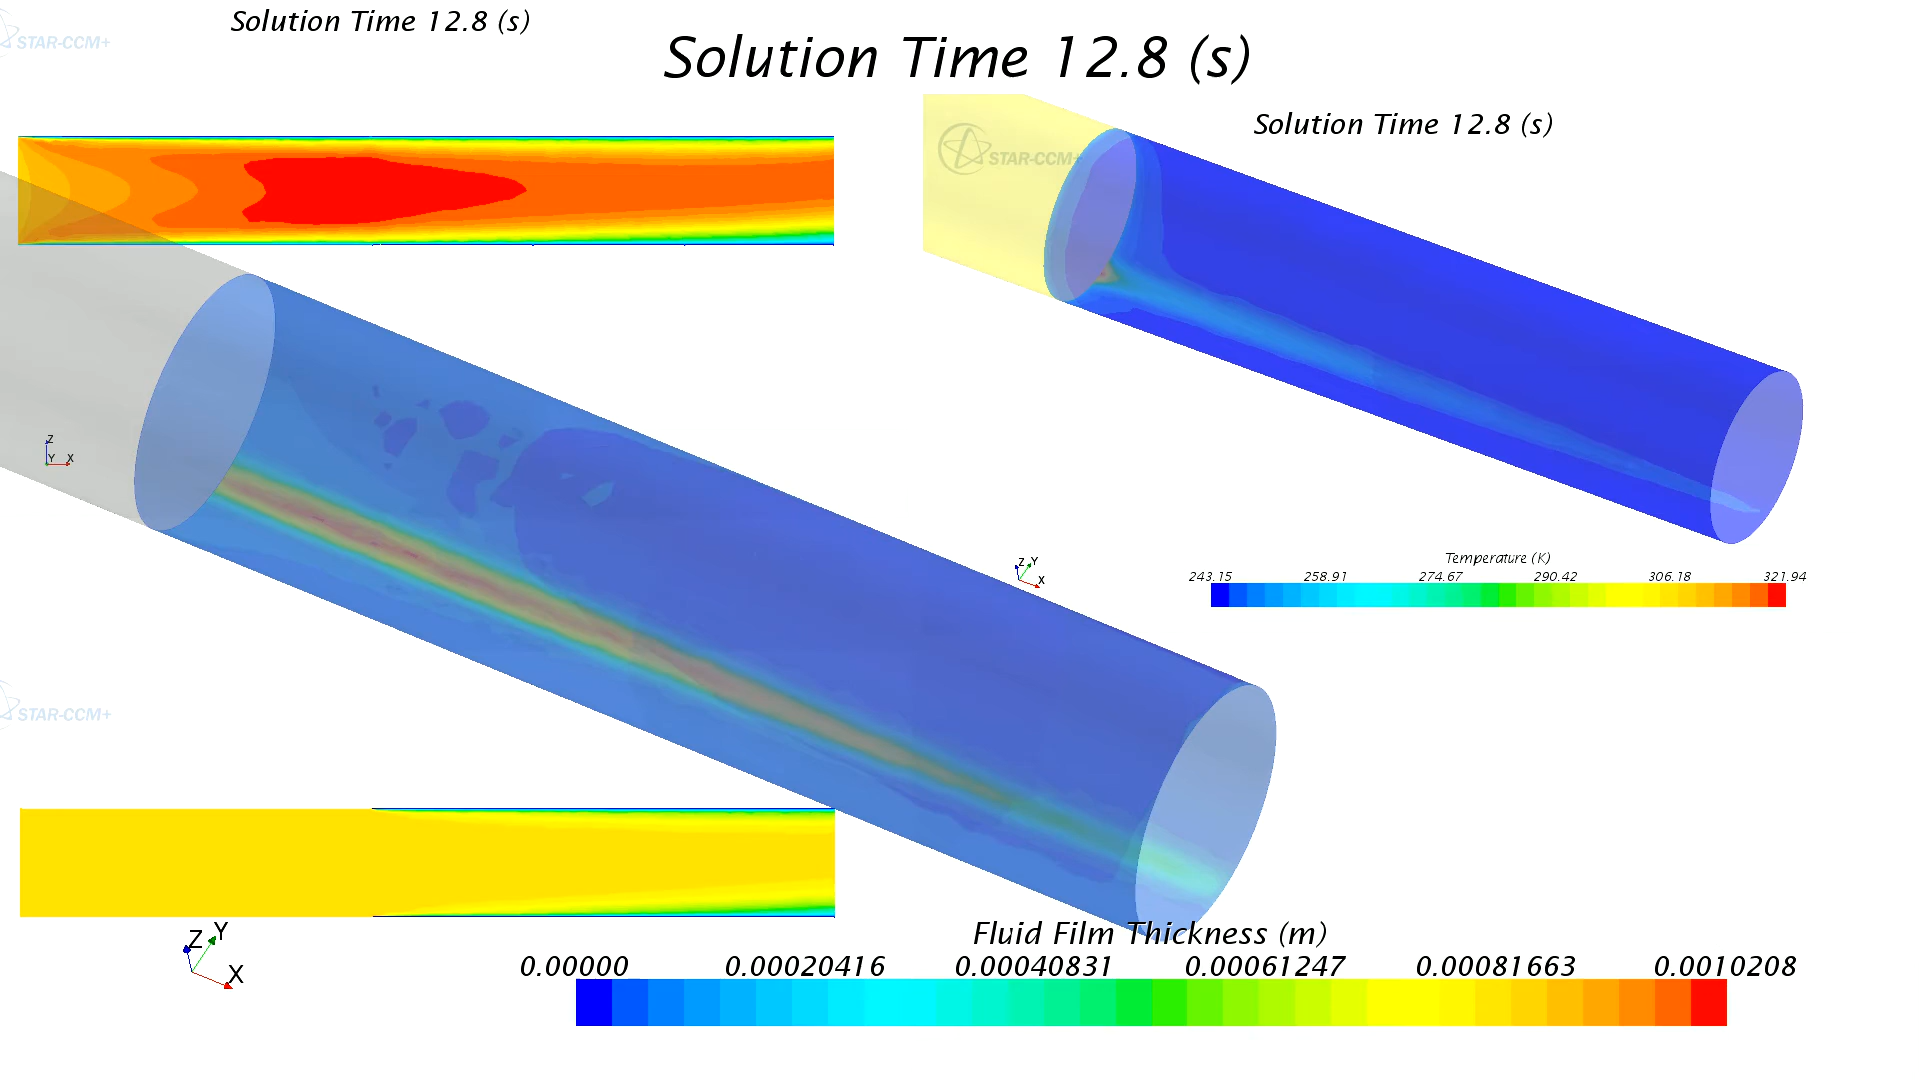 Solution Time 12.8 (s)
STAR-CCM+
Solution Time 12.8 (s)
Solution Time 12.8 (s)
STAR-CCM+
Z
Y X
Z Y
X
Temperature (K)
243.15 258.91 274.67 290.42 306.18 321.94
STAR-CCM+
Z Y
X
Fluid Film Thickness (m)
0.00000 0.00020416 0.00040831 0.00061247 0.00081663 0.0010208